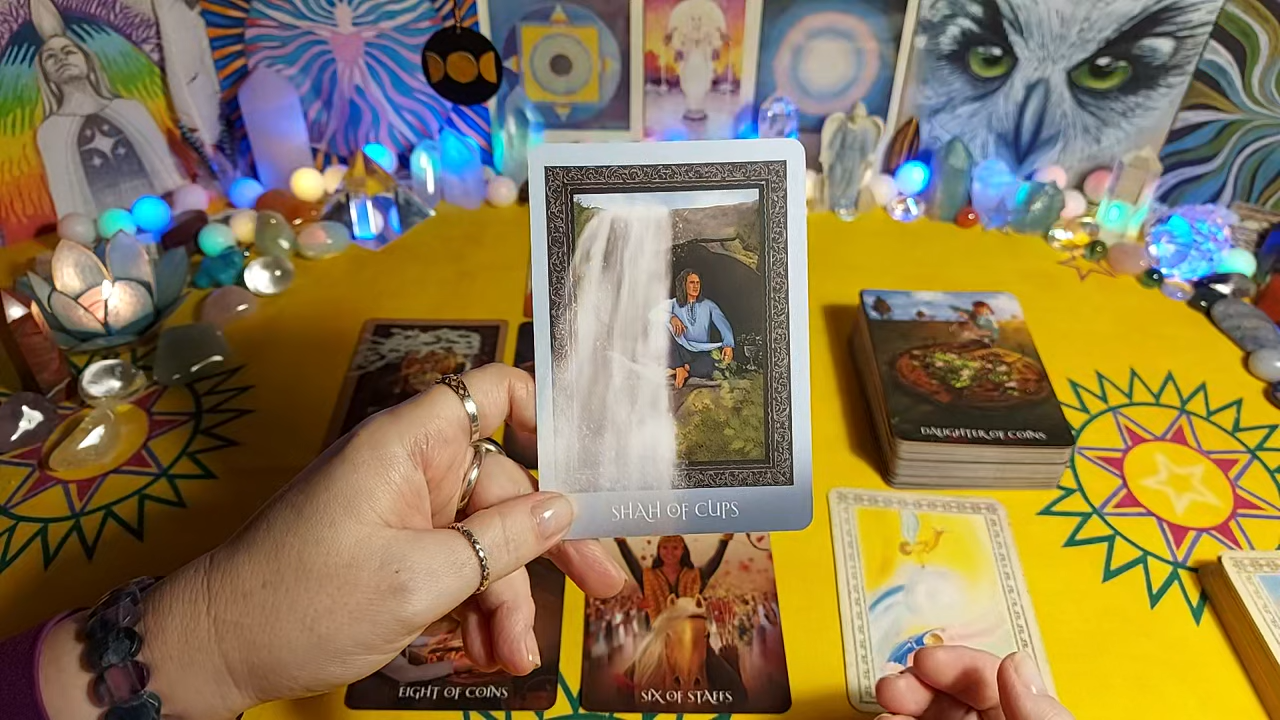 SHAH OF CUPS
DAUGHTER OF COINS
EIGHT OF COINS
SIX OF STAFFS